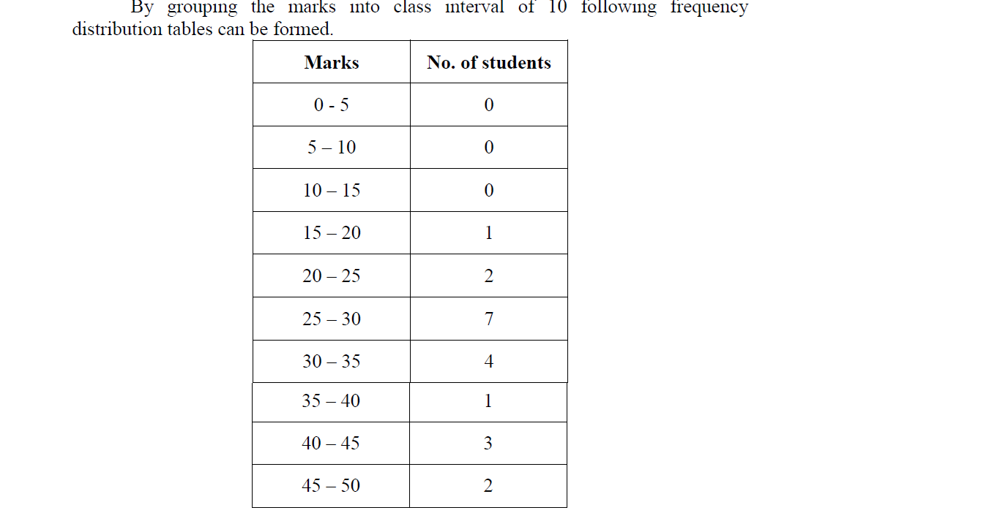 By grouping the marks into class interval of 10 following frequency
distribution tables can be formed.
Marks No. of students
0 - 5 0
5 – 10 0
10 – 15 0
15 – 20 1
20 – 25 2
25 – 30 7
30 – 35 4
35 – 40 1
40 – 45 3
45 – 50 2